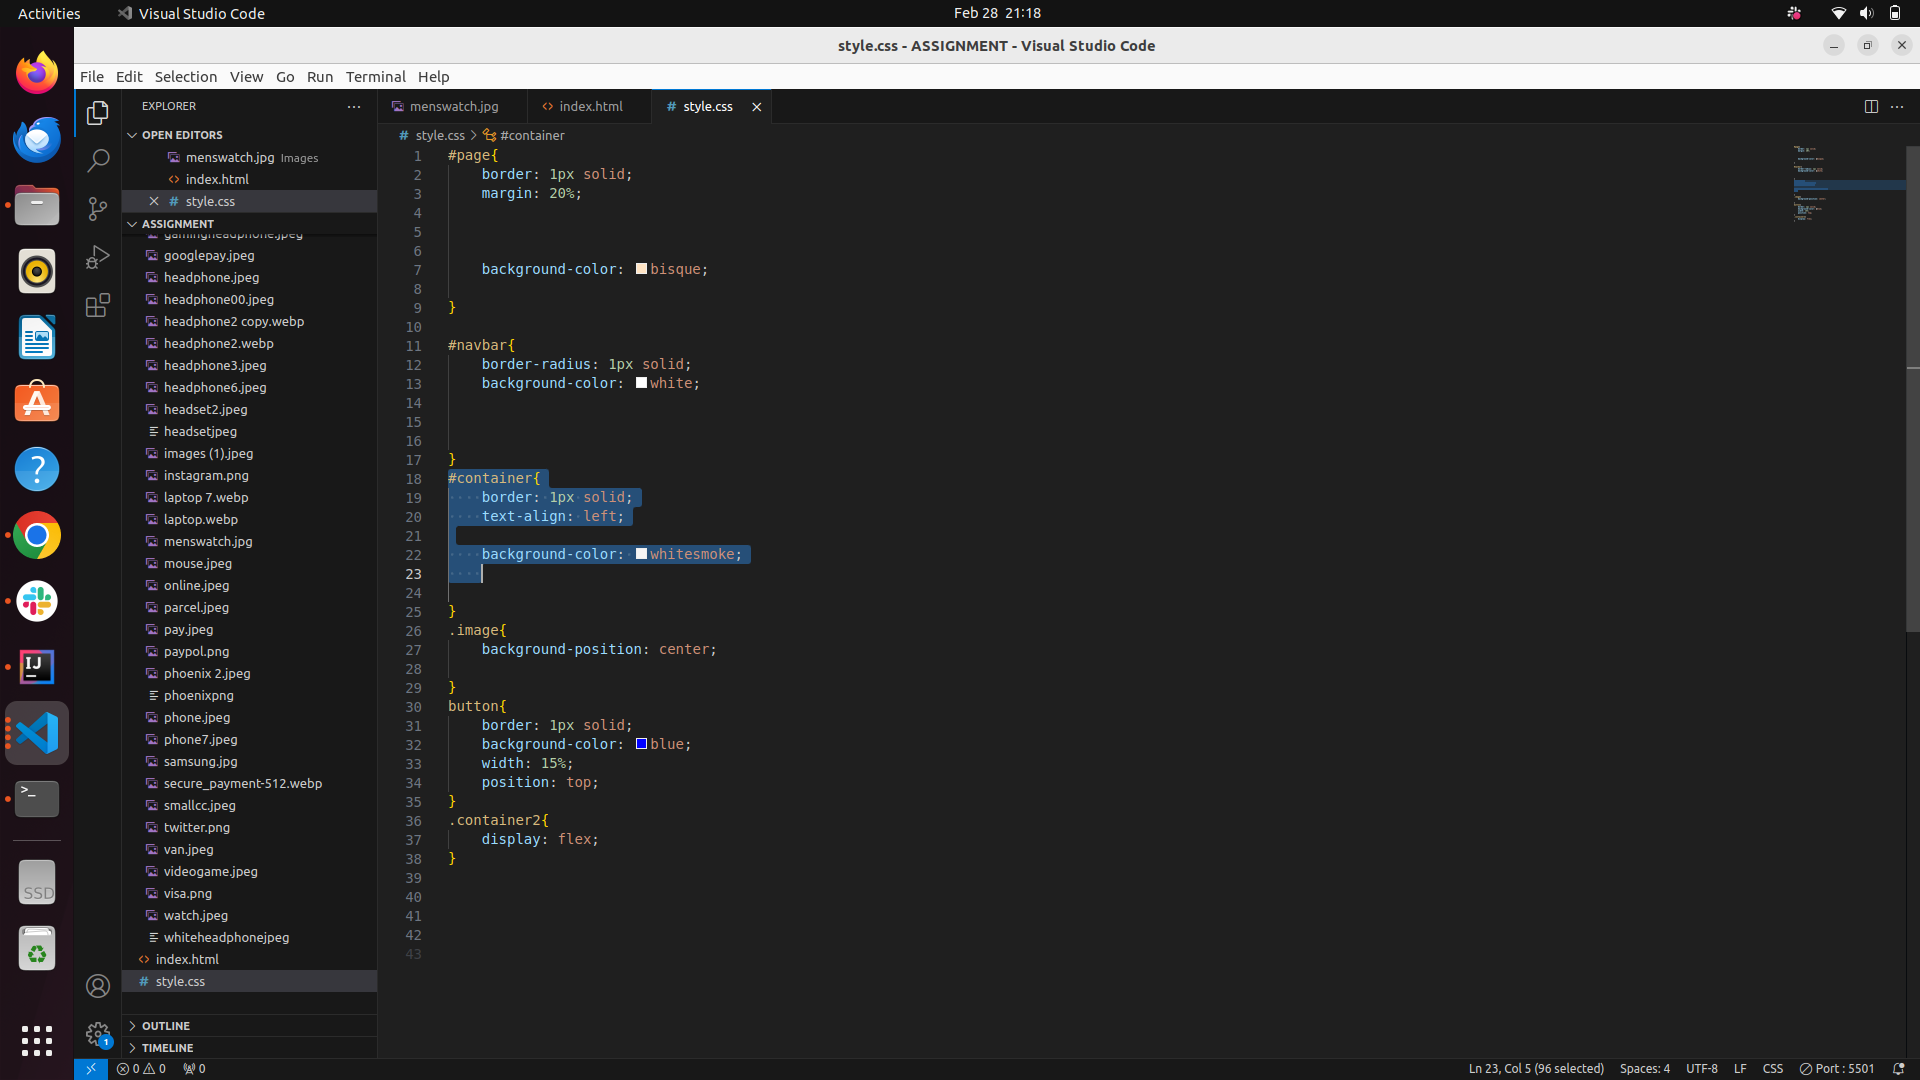 Activities
Visual Studio Code
Feb 28 21:18
style.css - ASSIGNMENT - Visual Studio Code
File Edit Selection View Go Run Terminal Help
EXPLORER
OPEN EDITORS
menswatch.jpg Images
index.html
style.css
ASSIGNMENT
gamingheadphone.jpeg
googlepay.jpeg
headphone.jpeg
headphone00.jpeg
headphone2 copy.webp
headphone2.webp
headphone3.jpeg
headphone6.jpeg
headset2.jpeg
headsetjpeg
images (1).jpeg
instagram.png
laptop 7.webp
laptop.webp
menswatch.jpg
mouse.jpeg
online.jpeg
parcel.jpeg
pay.jpeg
paypol.png
phoenix 2.jpeg
phoenixpng
phone.jpeg
phone7.jpeg
samsung.jpg
secure_payment-512.webp
smallcc.jpeg
twitter.png
van.jpeg
videogame.jpeg
visa.png
watch.jpeg
whiteheadphonejpeg
index.html
style.css
OUTLINE
TIMELINE
menswatch.jpg
index.html
style.css
style.css > #container
1 #page{
2 border: 1px solid;
3 margin: 20%;
4
5
6
7 background-color: bisque;
8
9 }
10
11 #navbar{
12 border-radius: 1px solid;
13 background-color: white;
14
15
16
17 }
18 #container{
19 border: 1px solid;
20 text-align: left;
21
22 background-color: whitesmoke;
23
24
25 }
26 .image{
27 background-position: center;
28
29 }
30 button{
31 border: 1px solid;
32 background-color: blue;
33 width: 15%;
34 position: top;
35 }
36 .container2{
37 display: flex;
38 }
39
40
41
42
43
IJ
SSD
1
0 0 0
Ln 23, Col 5 (96 selected) Spaces: 4 UTF-8 LF CSS Port : 5501